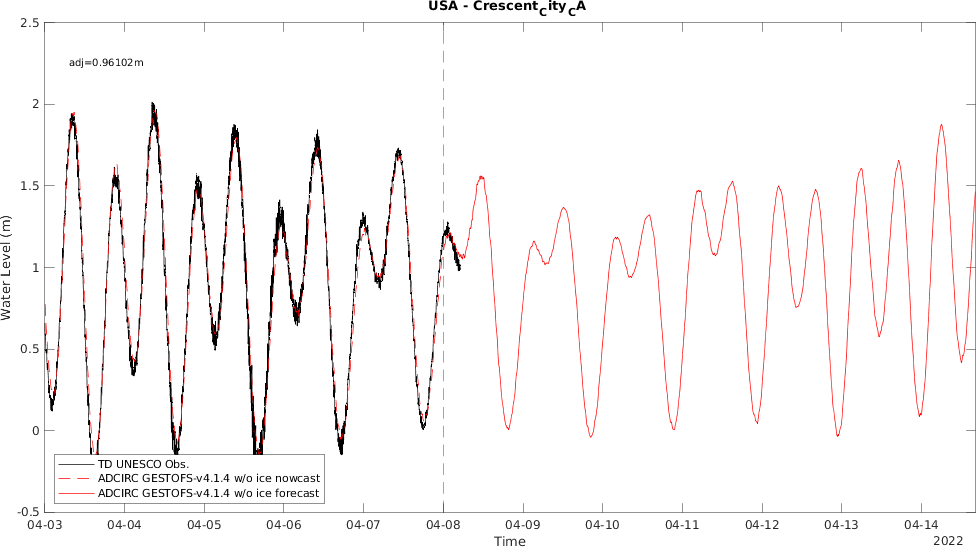 USA - CrescentCityCA
2.5
adj=0.96102m
2
1.5
1
0.5
0
-0.5
Water Level (m)
TD UNESCO Obs.
ADCIRC GESTOFS-v4.1.4 w/o ice nowcast
ADCIRC GESTOFS-v4.1.4 w/o ice forecast
04-03 04-04 04-05 04-06 04-07 04-08 04-09 04-10 04-11 04-12 04-13 04-14
Time
2022